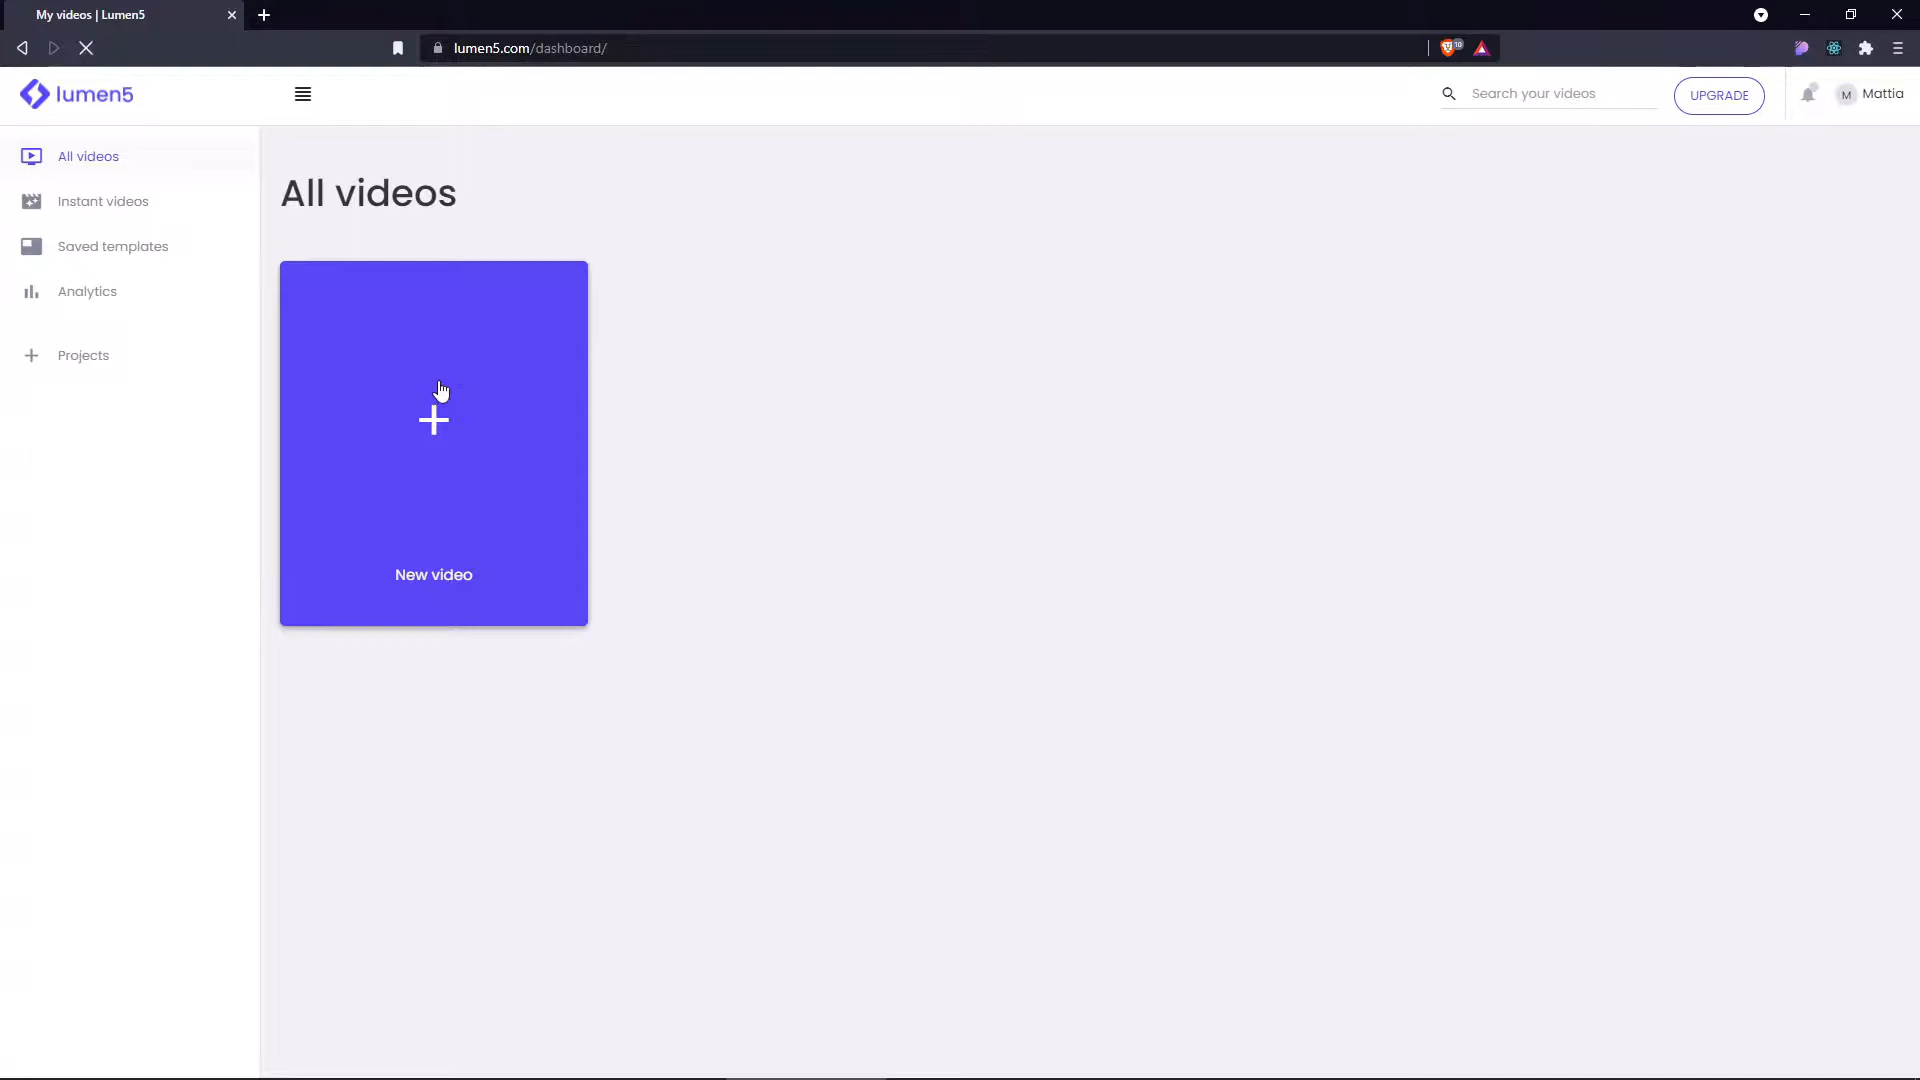 My videos | Lumen5
lumen5.com/dashboard/
10
lumen5
Search your videos
UPGRADE
M
Mattia
All videos
Instant videos
Saved templates
Analytics
Projects
All videos
New video